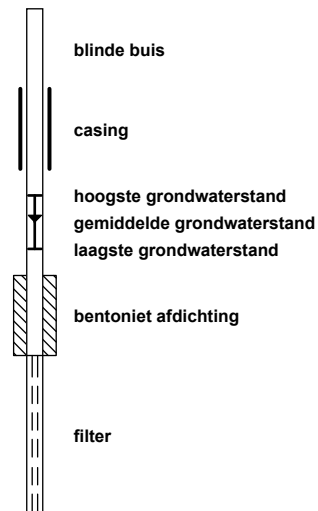 blinde buis
casing
hoogste grondwaterstand
gemiddelde grondwaterstand
laagste grondwaterstand
bentoniet afdichting
filter